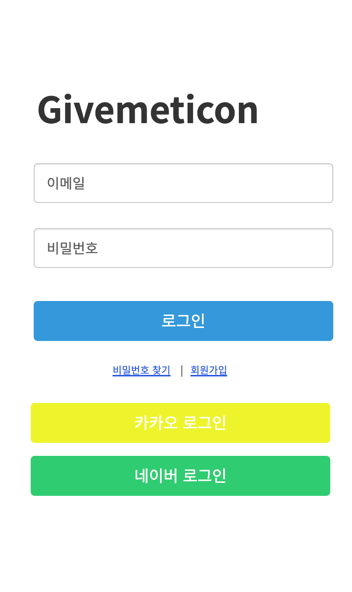 Givemeticon
이메일
비밀번호
로그인
비밀번호 찾기 | 회원가입
카카오 로그인
네이버 로그인